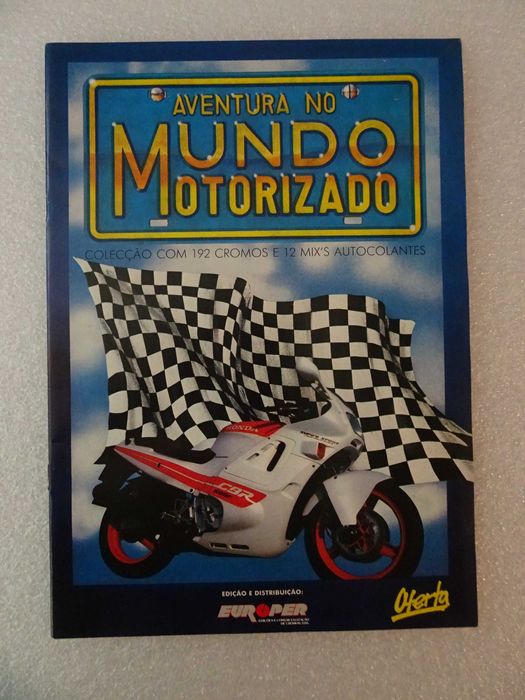 AVENTURA NO
MUNDO
MOTORIZADO
COLECÇÃO COM 192 CROMOS E 12 MIX'S AUTOCOLANTES
HONDA
CBR
EDIÇÃO E DISTRIBUIÇÃO:
EUROPER
Oferta